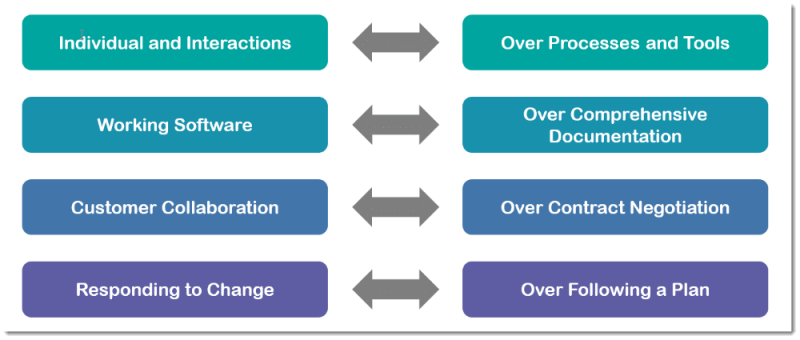 Individual and Interactions
Over Processes and Tools
Working Software
Over Comprehensive
Documentation
Customer Collaboration
Over Contract Negotiation
Responding to Change
Over Following a Plan